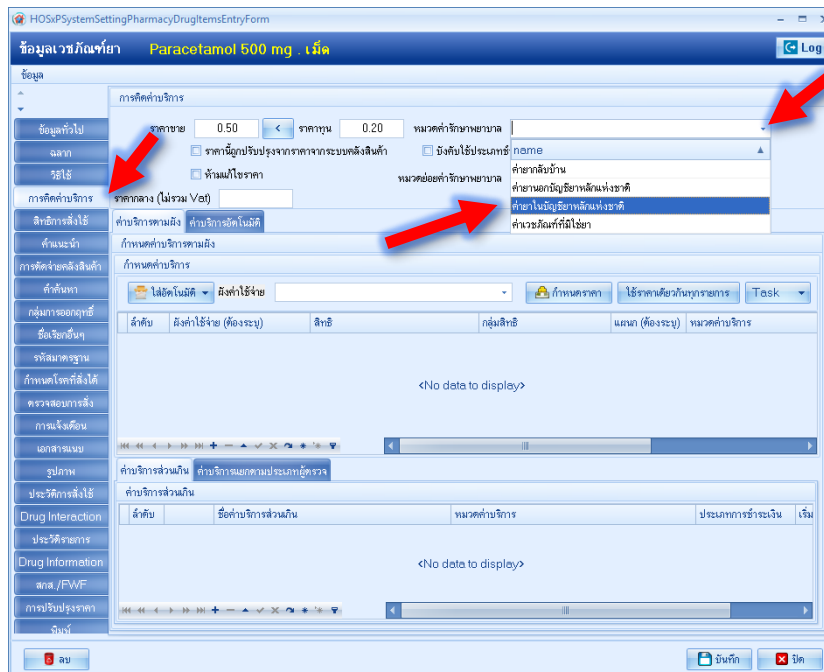 HOSxPSystemSettingPharmacyDrugItemsEntryForm
ข้อมูลเวชภัณฑ์ยา Paracetamol 500 mg . เม็ด
Log
ข้อมูล
การคิดค่าบริการ
ข้อมูลทั่วไป
ฉลาก
วิธีใช้
การคิดค่าบริการ
สิทธิการสั่งใช้
คำแนะนำ
การตัดจ่ายคลังสินค้า
คำค้นหา
กลุ่มการออกฤทธิ์
ชื่อเรียกอื่นๆ
รหัสมาตรฐาน
กำหนดโรคที่สั่งได้
ตรวจสอบการสั่ง
การแจ้งเตือน
เอกสารแนบ
รูปภาพ
ประวัติการสั่งใช้
Drug Interaction
ประวัติรายการ
Drug Information
สกส./FWF
การปรับปรุงราคา
พิมพ์
ราคาขาย 0.50 < ราคาทุน 0.20 หมวดค่ารักษาพยาบาล
ราคานี้ถูกปรับปรุงจากราคาจากระบบคลังสินค้า บังคับใช้ประเภทชำ
ห้ามแก้ไขราคา หมวดย่อยค่ารักษาพยาบาล
ราคากลาง (ไม่รวม Vat)
name
ค่ายากลับบ้าน
ค่ายานอกบัญชียาหลักแห่งชาติ
ค่ายาในบัญชียาหลักแห่งชาติ
ค่าเวชภัณฑ์ที่มิใช่ยา
ค่าบริการตามผัง ค่าบริการอัตโนมัติ
กำหนดค่าบริการตามผัง
กำหนดค่าบริการ
ใส่อัตโนมัติ ผังค่าใช้จ่าย กำหนดราคา ใช้ราคาเดียวกันทุกรายการ Task
ลำดับ ผังค่าใช้จ่าย (ต้องระบุ) สิทธิ กลุ่มสิทธิ แผนก (ต้องระบุ) หมวดค่าบริการ
<No data to display>
ค่าบริการส่วนเกิน ค่าบริการแยกตามประเภทผู้ตรวจ
ค่าบริการส่วนเกิน
ลำดับ ชื่อค่าบริการส่วนเกิน หมวดค่าบริการ ประเภทการชำระเงิน เริ่ม
<No data to display>
ลบ บันทึก ปิด